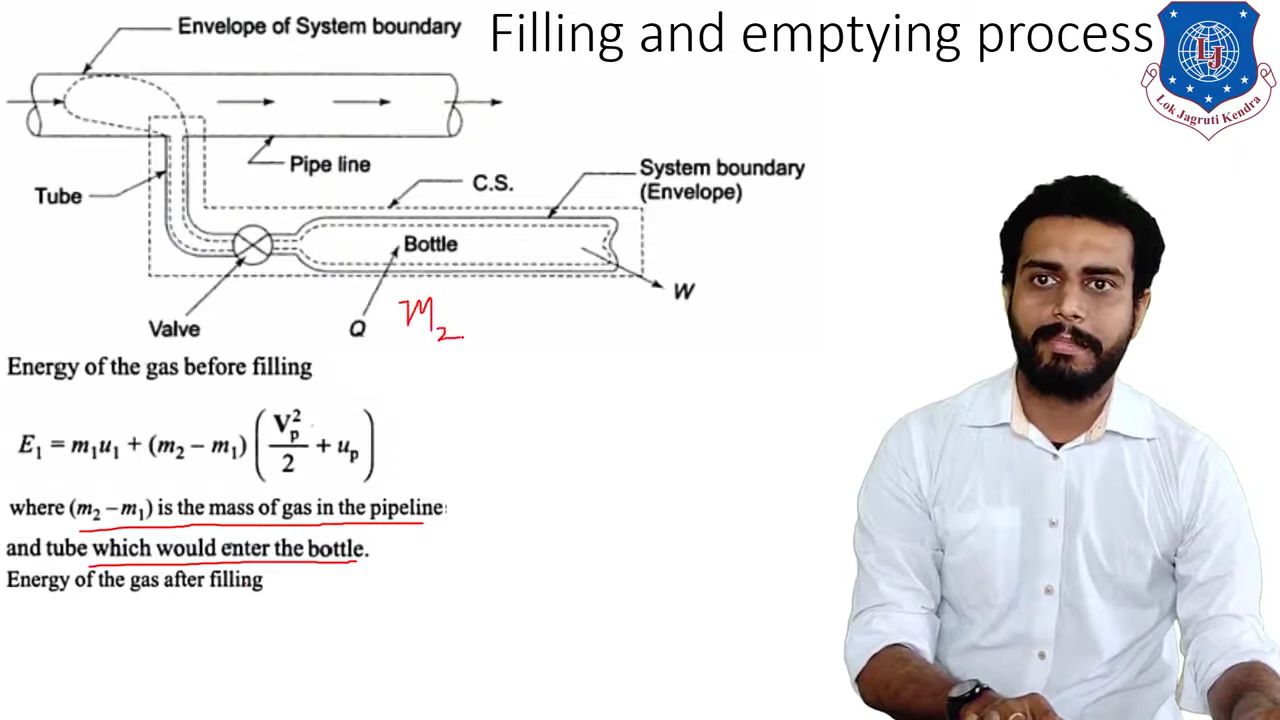 Filling and emptying process
LJ
Lok Jagruti Kendra
Envelope of System boundary
Pipe line
Tube
C.S.
System boundary
(Envelope)
Bottle
W
Valve
Q
M₂
Energy of the gas before filling
E₁ = m₁u₁ + (m₂ − m₁) (V²ₚ/2 + uₚ)
where (m₂ − m₁) is the mass of gas in the pipeline
and tube which would enter the bottle.
Energy of the gas after filling